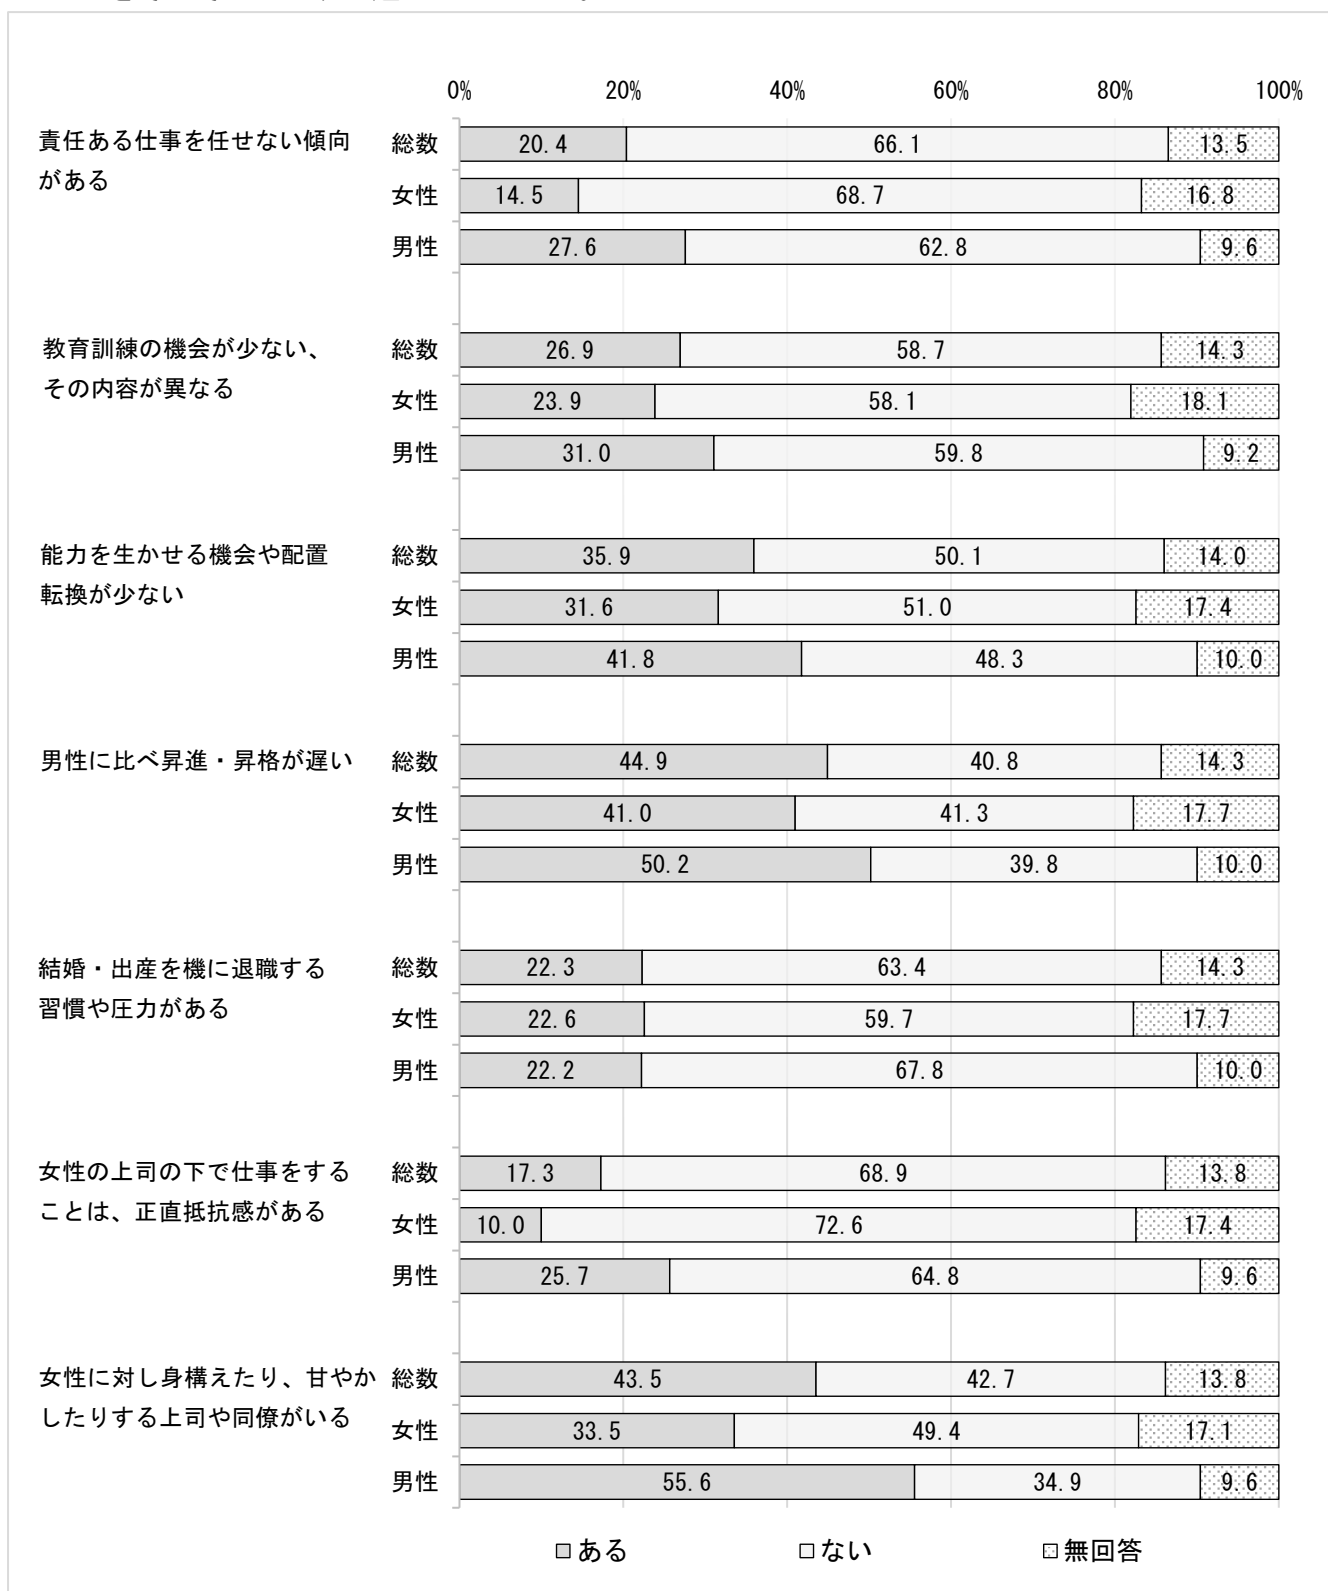 0% 20% 40% 60% 80% 100%
責任ある仕事を任せない傾向
がある
総数 20.4 66.1 13.5
女性 14.5 68.7 16.8
男性 27.6 62.8 9.6
教育訓練の機会が少ない、
その内容が異なる
総数 26.9 58.7 14.3
女性 23.9 58.1 18.1
男性 31.0 59.8 9.2
能力を生かせる機会や配置
転換が少ない
総数 35.9 50.1 14.0
女性 31.6 51.0 17.4
男性 41.8 48.3 10.0
男性に比べ昇進・昇格が遅い
総数 44.9 40.8 14.3
女性 41.0 41.3 17.7
男性 50.2 39.8 10.0
結婚・出産を機に退職する
習慣や圧力がある
総数 22.3 63.4 14.3
女性 22.6 59.7 17.7
男性 22.2 67.8 10.0
女性の上司の下で仕事をする
ことは、正直抵抗感がある
総数 17.3 68.9 13.8
女性 10.0 72.6 17.4
男性 25.7 64.8 9.6
女性に対し身構えたり、甘やか
したりする上司や同僚がいる
総数 43.5 42.7 13.8
女性 33.5 49.4 17.1
男性 55.6 34.9 9.6
ある ない 無回答